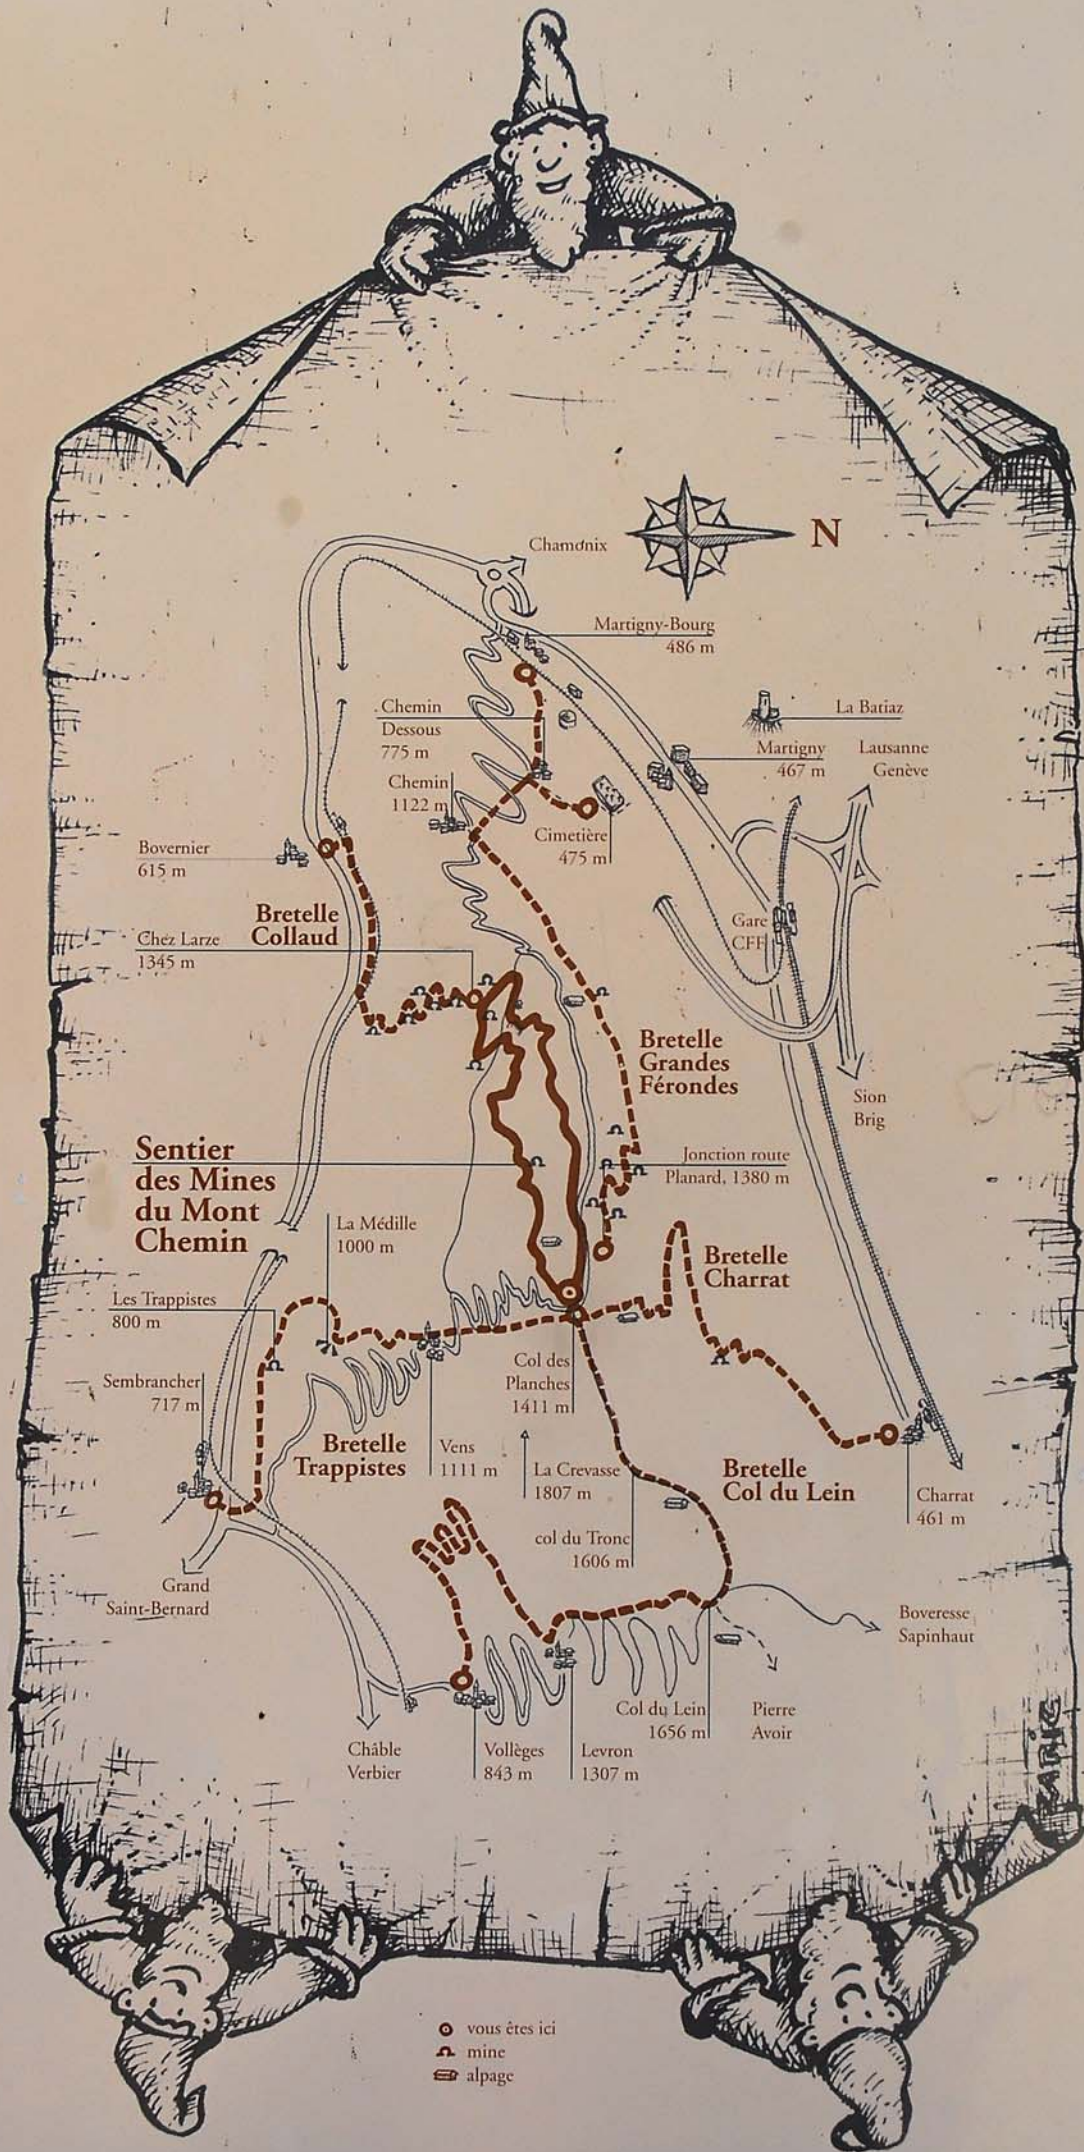 Chamonix
N
Martigny-Bourg
486 m
Chemin
Dessous
775 m
La Batiaz
Martigny
467 m
Lausanne
Genève
Chemin
1122 m
Cimetière
475 m
Bovernier
615 m
Bretelle
Collaud
Gare
CFF
Chez Larze
1345 m
Bretelle
Grandes
Férondes
Sion
Brig
Sentier
des Mines
du Mont
Chemin
Jonction route
Planard, 1380 m
La Médille
1000 m
Bretelle
Charrat
Les Trappistes
800 m
Col des
Planches
1411 m
Sembrancher
717 m
Bretelle
Trappistes
Vens
1111 m
La Crevasse
1807 m
Bretelle
Col du Lein
Charrat
461 m
col du Tronc
1606 m
Grand
Saint-Bernard
Boveresse
Sapinhaut
Col du Lein
1656 m
Pierre
Avoir
Châble
Verbier
Vollèges
843 m
Levron
1307 m
vous êtes ici
mine
alpage